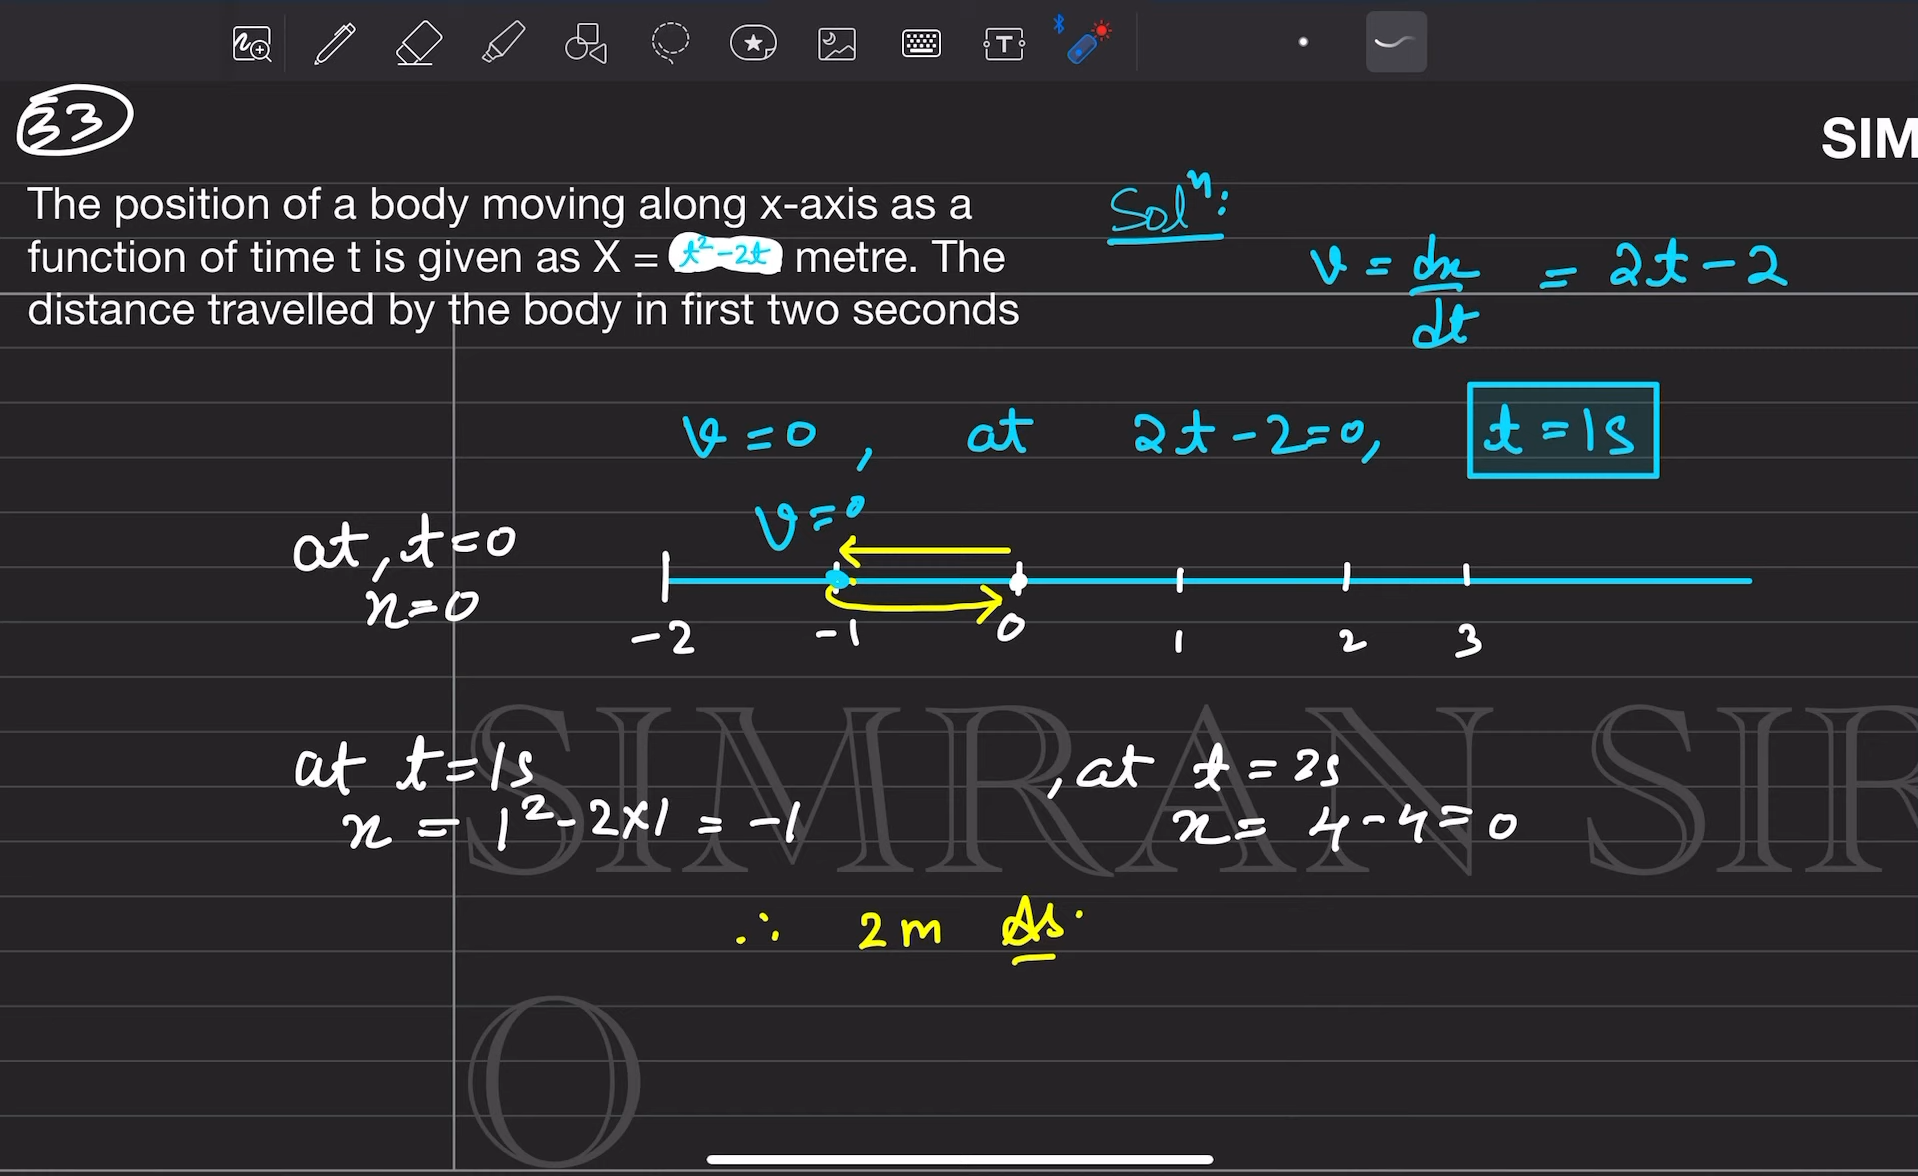 33
SIM
The position of a body moving along x-axis as a
function of time t is given as X = t²-2t metre. The
distance travelled by the body in first two seconds
Solⁿ:
v = dx/dt = 2t-2
v=0, at 2t-2=0, t=1s
v=0
at, t=0
x=0
-2 -1 0 1 2 3
at t=1s
x = 1²-2×1 = -1
, at t=2s
x= 4-4=0
∴ 2m As.
SIMRAN SIR
O